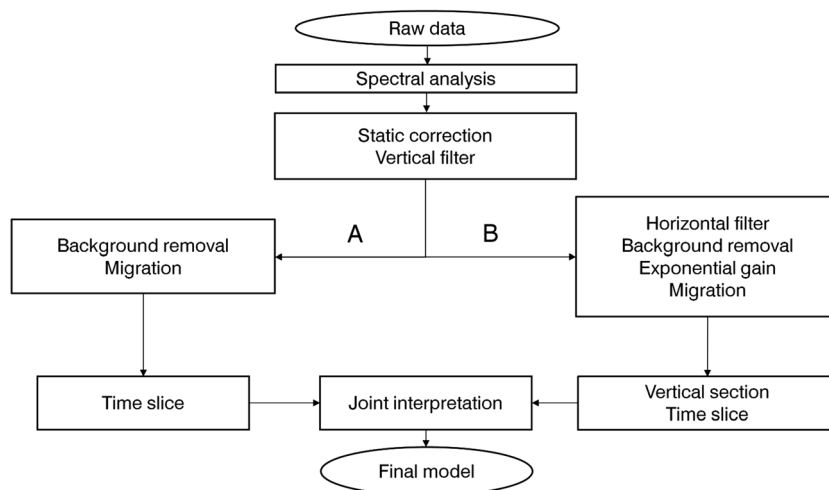 Raw data
Spectral analysis
Static correction
Vertical filter
A
B
Background removal
Migration
Horizontal filter
Background removal
Exponential gain
Migration
Time slice
Joint interpretation
Vertical section
Time slice
Final model